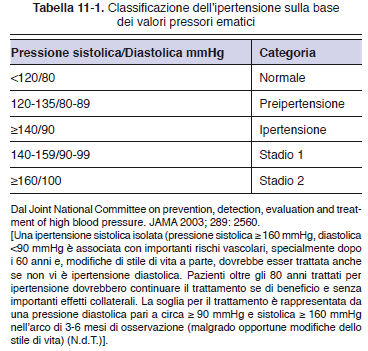 Tabella 11-1. Classificazione dell'ipertensione sulla base
dei valori pressori ematici
Pressione sistolica/Diastolica mmHg Categoria
<120/80 Normale
120-135/80-89 Preipertensione
≥140/90 Ipertensione
140-159/90-99 Stadio 1
≥160/100 Stadio 2
Dal Joint National Committee on prevention, detection, evaluation and treat-
ment of high blood pressure. JAMA 2003; 289: 2560.
[Una ipertensione sistolica isolata (pressione sistolica ≥ 160 mmHg, diastolica
<90 mmHg è associata con importanti rischi vascolari, specialmente dopo
i 60 anni e, modifiche di stile di vita a parte, dovrebbe esser trattata anche
se non vi è ipertensione diastolica. Pazienti oltre gli 80 anni trattati per
ipertensione dovrebbero continuare il trattamento se di beneficio e senza
importanti effetti collaterali. La soglia per il trattamento è rappresentata da
una pressione diastolica pari a circa ≥ 90 mmHg e sistolica ≥ 160 mmHg
nell'arco di 3-6 mesi di osservazione (malgrado opportune modifiche dello
stile di vita) (N.d.T.)].